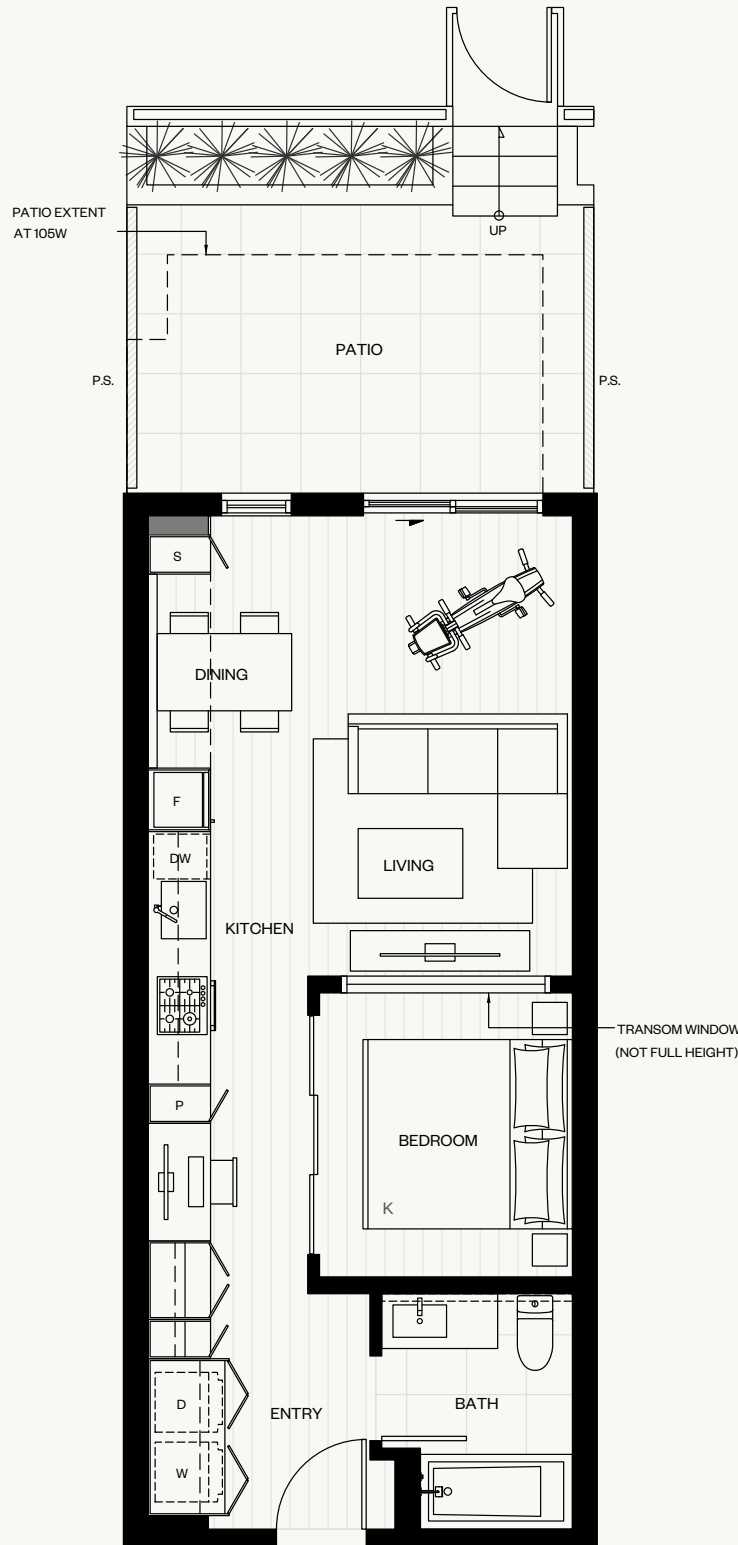 PATIO EXTENT
AT 105W
UP
PATIO
P.S.
P.S.
S
DINING
F
DW
LIVING
KITCHEN
TRANSOM WINDOW
(NOT FULL HEIGHT)
P
BEDROOM
K
D
ENTRY
BATH
W